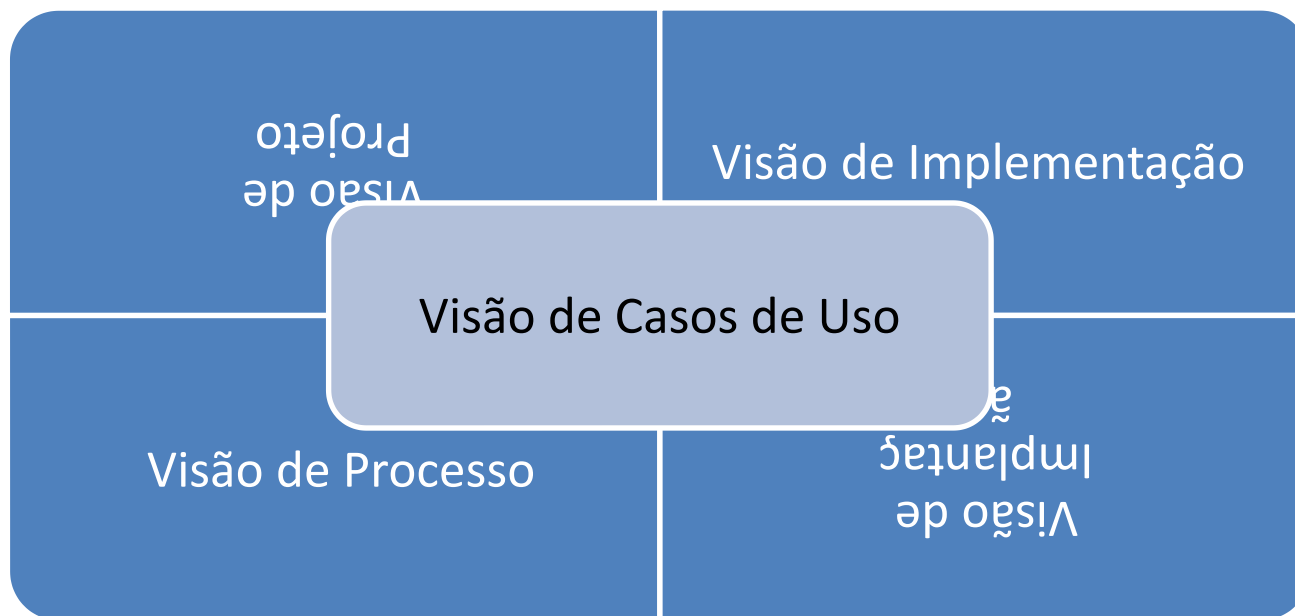 Visão de
Projeto
Visão de Implementação
Visão de Casos de Uso
Visão de Processo
Visão de
Implantaç
ã